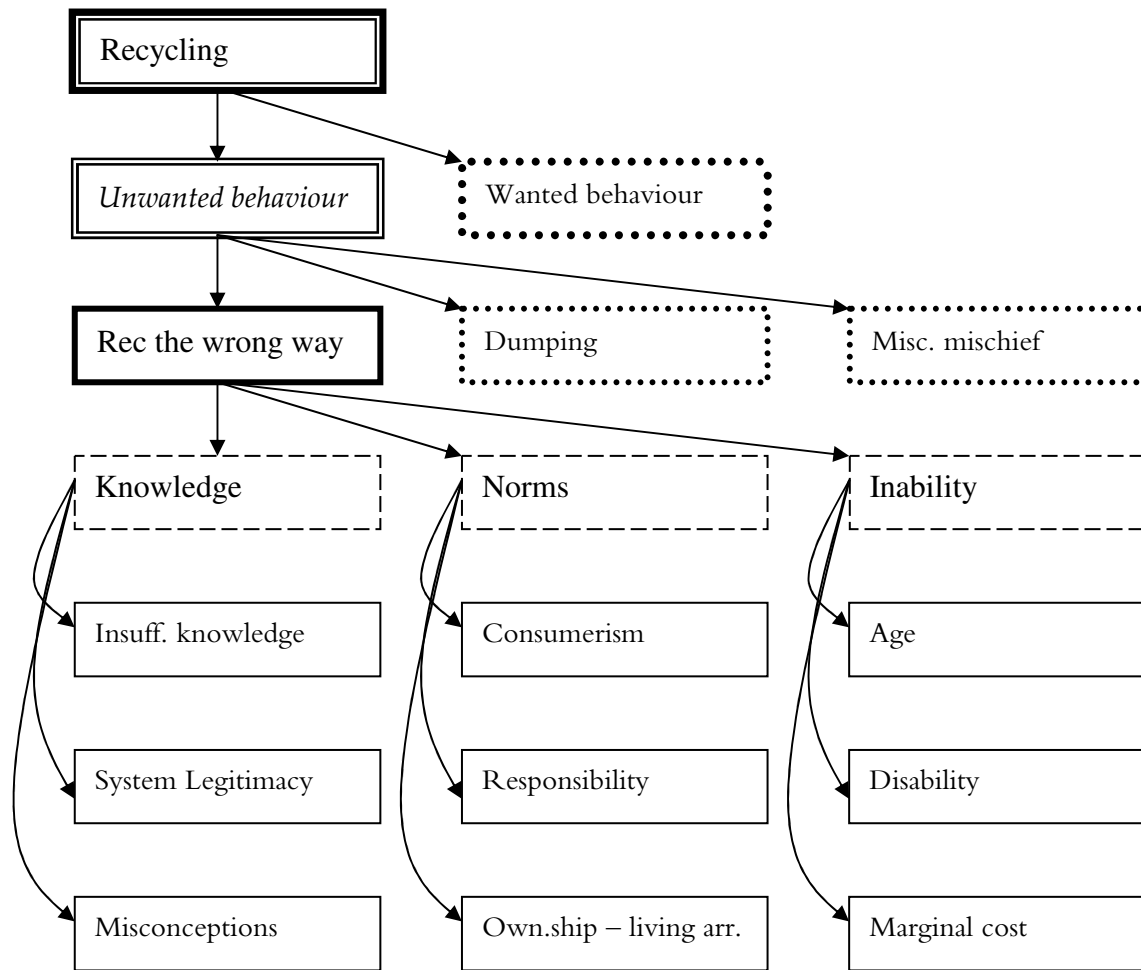 Recycling
Unwanted behaviour
Wanted behaviour
Rec the wrong way
Dumping
Misc. mischief
Knowledge
Norms
Inability
Insuff. knowledge
Consumerism
Age
System Legitimacy
Responsibility
Disability
Misconceptions
Own.ship – living arr.
Marginal cost